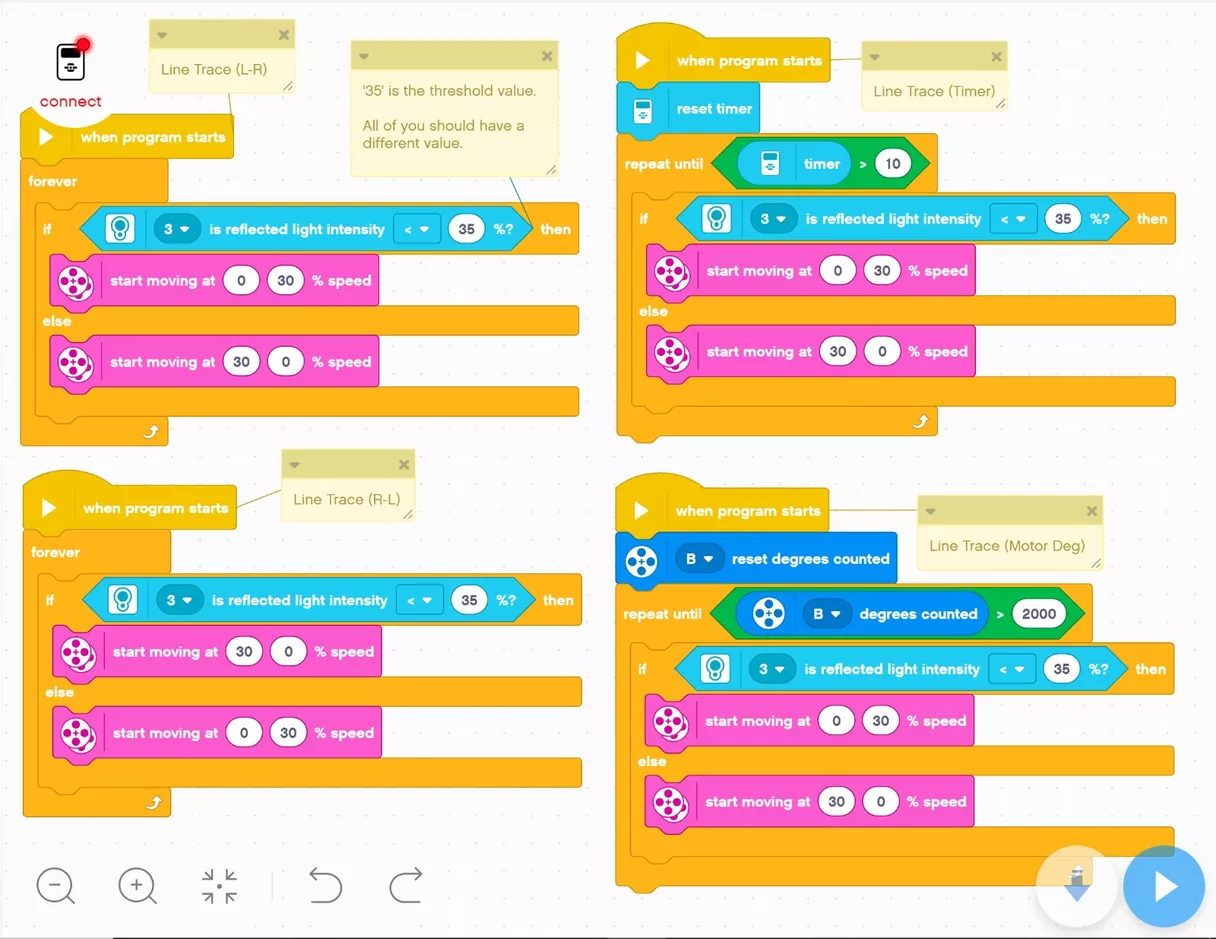 connect
Line Trace (L-R)
'35' is the threshold value.
All of you should have a
different value.
when program starts
forever
if 3 is reflected light intensity < 35 %? then
start moving at 0 30 % speed
else
start moving at 30 0 % speed
Line Trace (R-L)
when program starts
forever
if 3 is reflected light intensity < 35 %? then
start moving at 30 0 % speed
else
start moving at 0 30 % speed
when program starts
Line Trace (Timer)
reset timer
repeat until timer > 10
if 3 is reflected light intensity < 35 %? then
start moving at 0 30 % speed
else
start moving at 30 0 % speed
when program starts
Line Trace (Motor Deg)
B reset degrees counted
repeat until B degrees counted > 2000
if 3 is reflected light intensity < 35 %? then
start moving at 0 30 % speed
else
start moving at 30 0 % speed